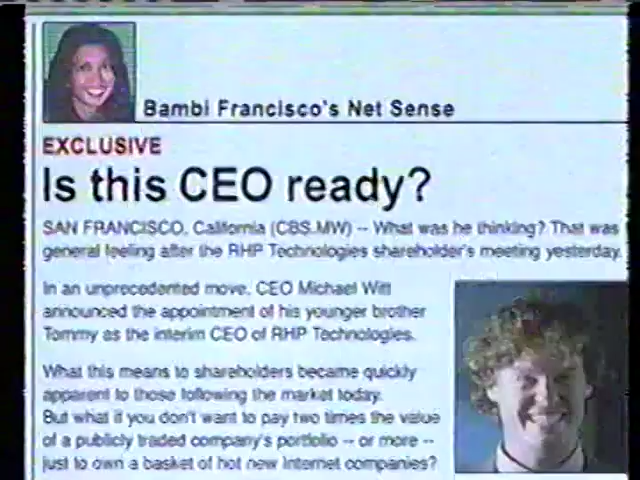 Bambi Francisco's Net Sense
EXCLUSIVE
Is this CEO ready?
SAN FRANCISCO, California (CBS.MW) -- What was he thinking? That was
general feeling after the RHP Technologies shareholder's meeting yesterday.
In an unprecedented move, CEO Michael Witt
announced the appointment of his younger brother
Tommy as the interim CEO of RHP Technologies.
What this means to shareholders became quickly
apparent to those following the market today.
But what if you don't want to pay two times the value
of a publicly traded company's portfolio -- or more --
just to own a basket of hot new Internet companies?